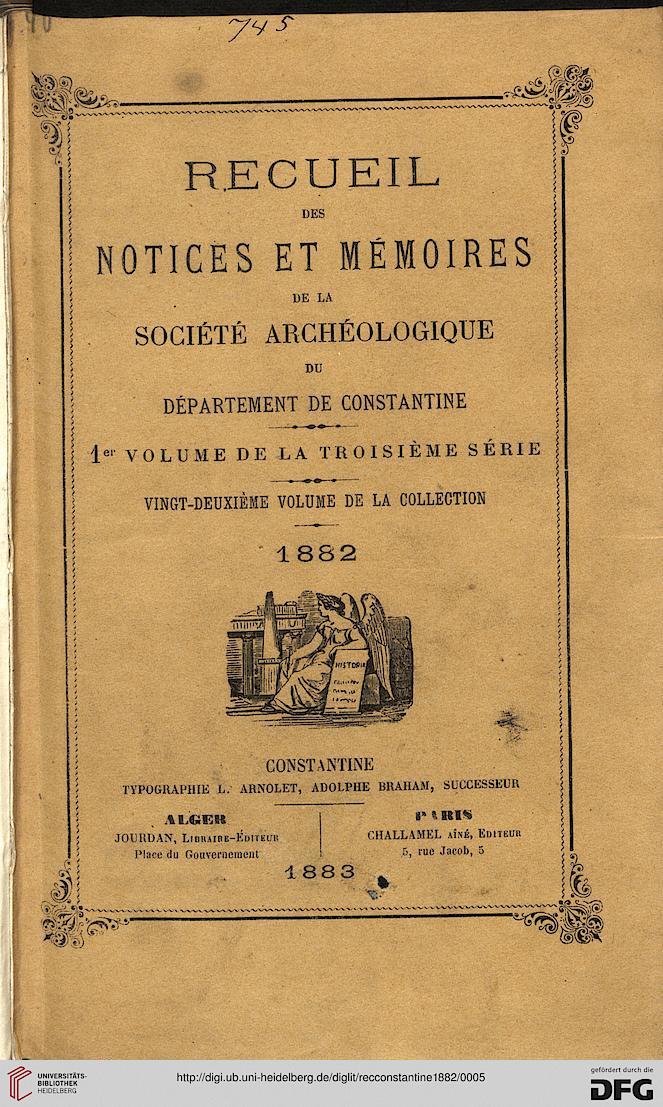 745
RECUEIL
DES
NOTICES ET MÉMOIRES
DE LA
SOCIÉTÉ ARCHÉOLOGIQUE
DU
DÉPARTEMENT DE CONSTANTINE
1er VOLUME DE LA TROISIÈME SÉRIE
VINGT-DEUXIÈME VOLUME DE LA COLLECTION
1882
HISTORIA
CONSTANTINE
TYPOGRAPHIE L. ARNOLET, ADOLPHE BRAHAM, SUCCESSEUR
ALGER
JOURDAN, LIBRAIRE-ÉDITEUR
Place du Gouvernement
PARIS
CHALLAMEL AÎNÉ, EDITEUR
5, rue Jacob, 5
1883
UNIVERSITÄTS-
BIBLIOTHEK
HEIDELBERG
http://digi.ub.uni-heidelberg.de/diglit/recconstantine1882/0005
gefördert durch die
DFG